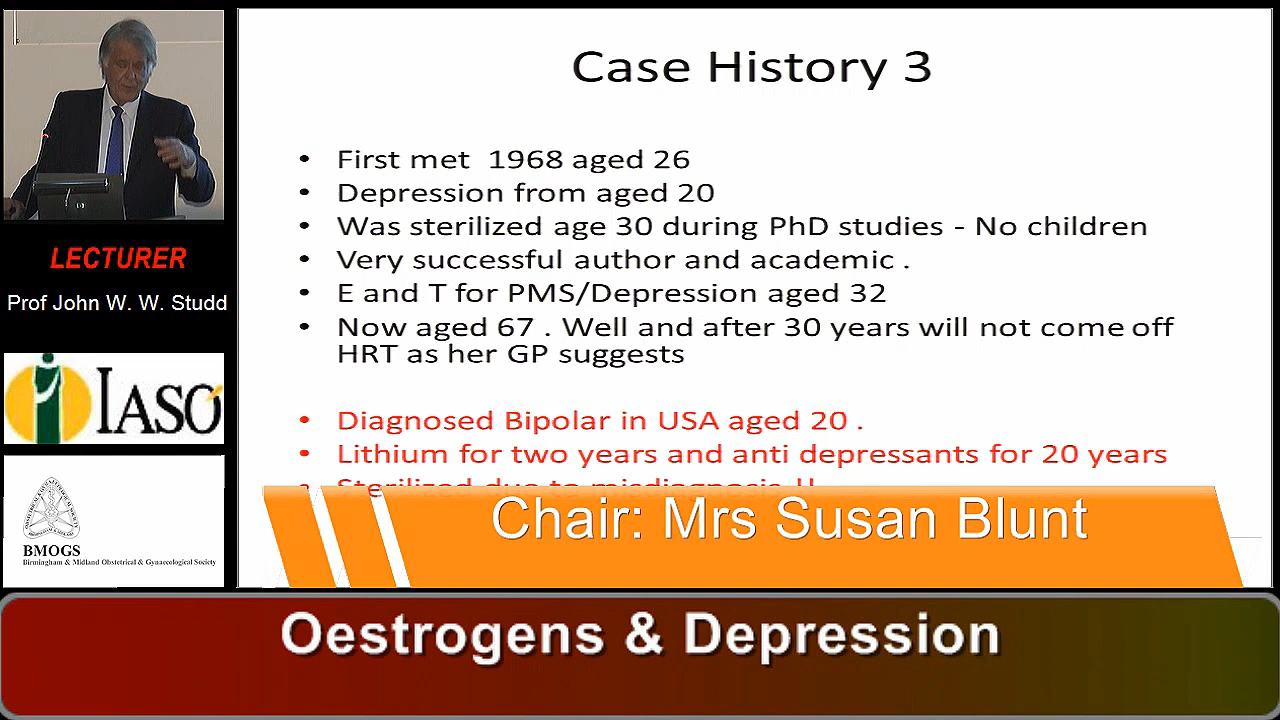 Case History 3
• First met 1968 aged 26
• Depression from aged 20
• Was sterilized age 30 during PhD studies - No children
• Very successful author and academic .
• E and T for PMS/Depression aged 32
• Now aged 67 . Well and after 30 years will not come off
HRT as her GP suggests
• Diagnosed Bipolar in USA aged 20 .
• Lithium for two years and anti depressants for 20 years
• Sterilized due to misdiagnosis !!
Chair: Mrs Susan Blunt
LECTURER
Prof John W. W. Studd
IASO
BMOGS
Birmingham & Midland Obstetrical & Gynaecological Society
Oestrogens & Depression